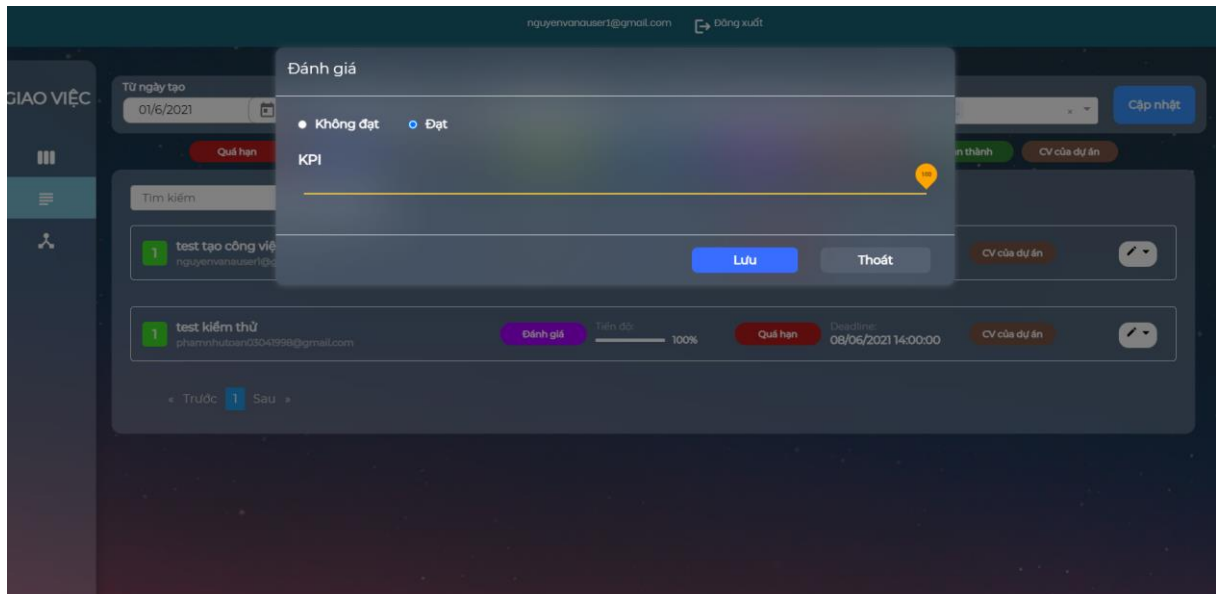 nguyenvanauser1@gmail.com Đăng xuất
Đánh giá
GIAO VIỆC
Từ ngày tạo
01/6/2021
Cập nhật
Không đạt Đạt
Quá hạn
thành CV của dự án
KPI
100
Tìm kiếm
1 test tạo công việ
nguyenvanauser1@g
CV của dự án
Lưu Thoát
1 test kiểm thử
phamnhutoan03041998@gmail.com
Đánh giá Tiến độ: 100% Quá hạn Deadline: 08/06/2021 14:00:00 CV của dự án
« Trước 1 Sau »